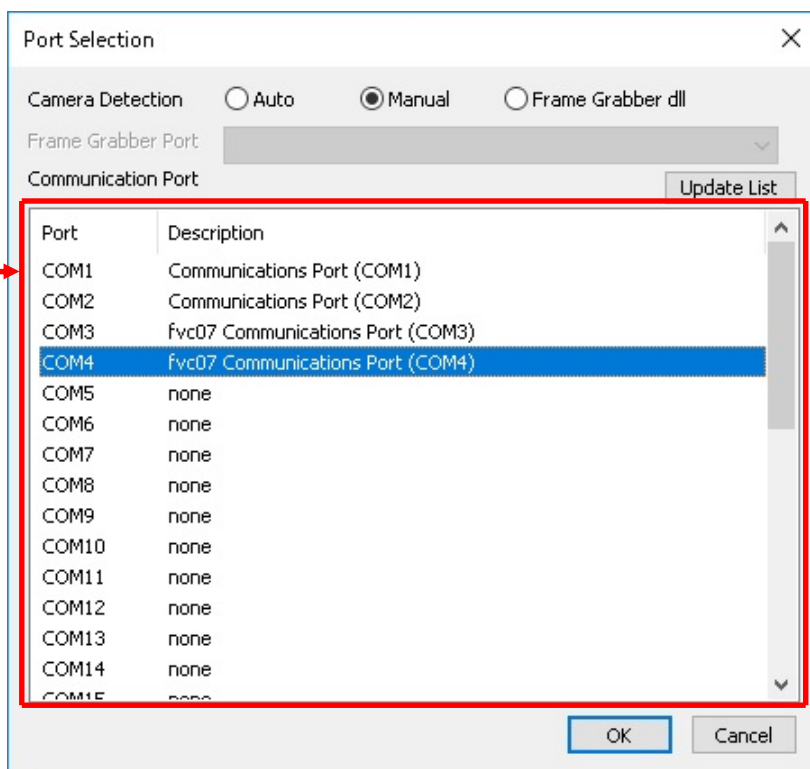 Port Selection
Camera Detection Auto Manual Frame Grabber dll
Frame Grabber Port
Communication Port
Update List
Port Description
COM1 Communications Port (COM1)
COM2 Communications Port (COM2)
COM3 fvc07 Communications Port (COM3)
COM4 fvc07 Communications Port (COM4)
COM5 none
COM6 none
COM7 none
COM8 none
COM9 none
COM10 none
COM11 none
COM12 none
COM13 none
COM14 none
COM15 none
OK Cancel